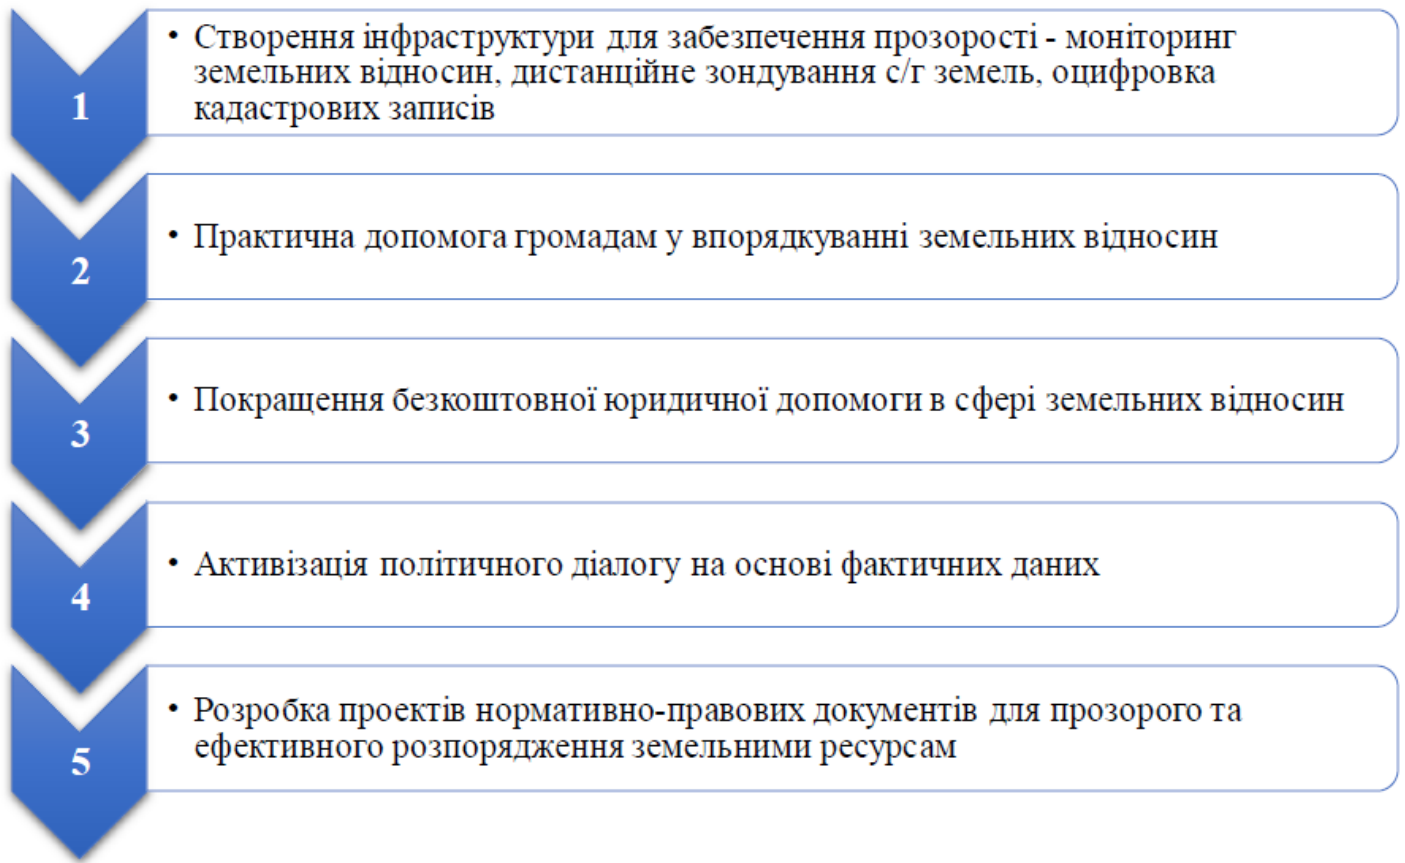 1
• Створення інфраструктури для забезпечення прозорості - моніторинг
земельних відносин, дистанційне зондування с/г земель, оцифровка
кадастрових записів
2
• Практична допомога громадам у впорядкуванні земельних відносин
3
• Покращення безкоштовної юридичної допомоги в сфері земельних відносин
4
• Активізація політичного діалогу на основі фактичних даних
5
• Розробка проектів нормативно-правових документів для прозорого та
ефективного розпорядження земельними ресурсам